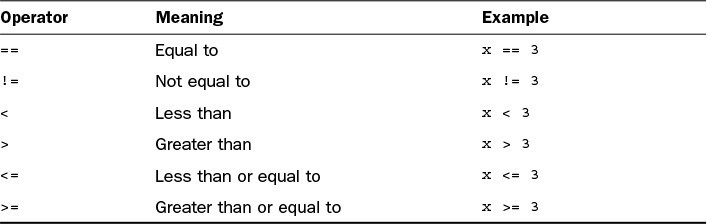 Operator Meaning Example
== Equal to x == 3
!= Not equal to x != 3
< Less than x < 3
> Greater than x > 3
<= Less than or equal to x <= 3
>= Greater than or equal to x >= 3